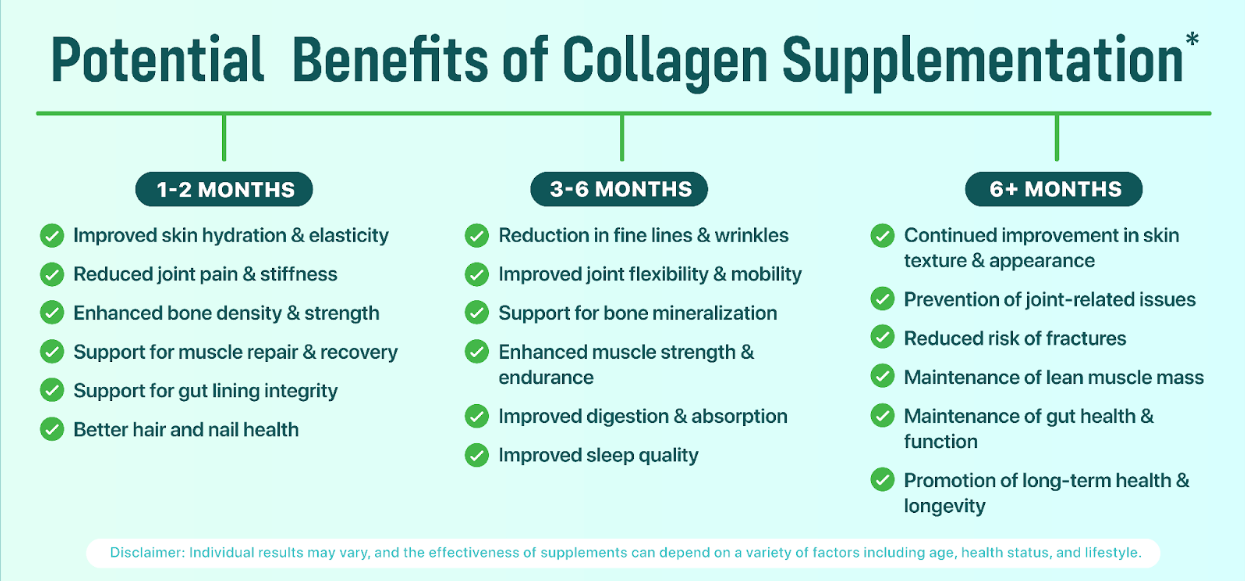 Potential Benefits of Collagen Supplementation*
1-2 MONTHS
Improved skin hydration & elasticity
Reduced joint pain & stiffness
Enhanced bone density & strength
Support for muscle repair & recovery
Support for gut lining integrity
Better hair and nail health
3-6 MONTHS
Reduction in fine lines & wrinkles
Improved joint flexibility & mobility
Support for bone mineralization
Enhanced muscle strength &
endurance
Improved digestion & absorption
Improved sleep quality
6+ MONTHS
Continued improvement in skin
texture & appearance
Prevention of joint-related issues
Reduced risk of fractures
Maintenance of lean muscle mass
Maintenance of gut health &
function
Promotion of long-term health &
longevity
Disclaimer: Individual results may vary, and the effectiveness of supplements can depend on a variety of factors including age, health status, and lifestyle.